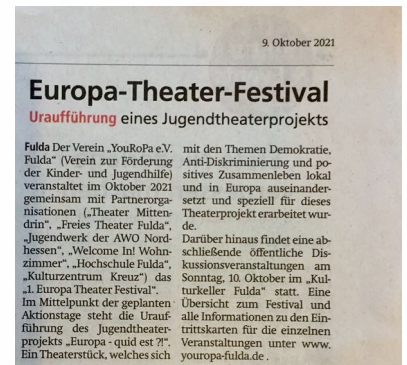 9. Oktober 2021
Europa-Theater-Festival
Uraufführung eines Jugendtheaterprojekts
Fulda Der Verein „YouRoPa e.V.
Fulda“ (Verein zur Förderung
der Kinder- und Jugendhilfe)
veranstaltet im Oktober 2021
gemeinsam mit Partnerorga-
nisationen („Theater Mitten-
drin“, „Freies Theater Fulda“,
„Jugendwerk der AWO Nord-
hessen“, „Welcome In! Wohn-
zimmer“, „Hochschule Fulda“,
„Kulturzentrum Kreuz“) das
„1. Europa Theater Festival“.
Im Mittelpunkt der geplanten
Aktionstage steht die Urauf-
führung des Jugendtheater-
projekts „Europa - quid est ?!“.
Ein Theaterstück, welches sich
mit den Themen Demokratie,
Anti-Diskriminierung und po-
sitives Zusammenleben lokal
und in Europa auseinander-
setzt und speziell für dieses
Theaterprojekt erarbeitet wur-
de.
Darüber hinaus findet eine ab-
schließende öffentliche Dis-
kussionsveranstaltungen am
Sonntag, 10. Oktober im „Kul-
turkeller Fulda“ statt. Eine
Übersicht zum Festival und
alle Informationen zu den Ein-
trittskarten für die einzelnen
Veranstaltungen unter www.
youropa-fulda.de .